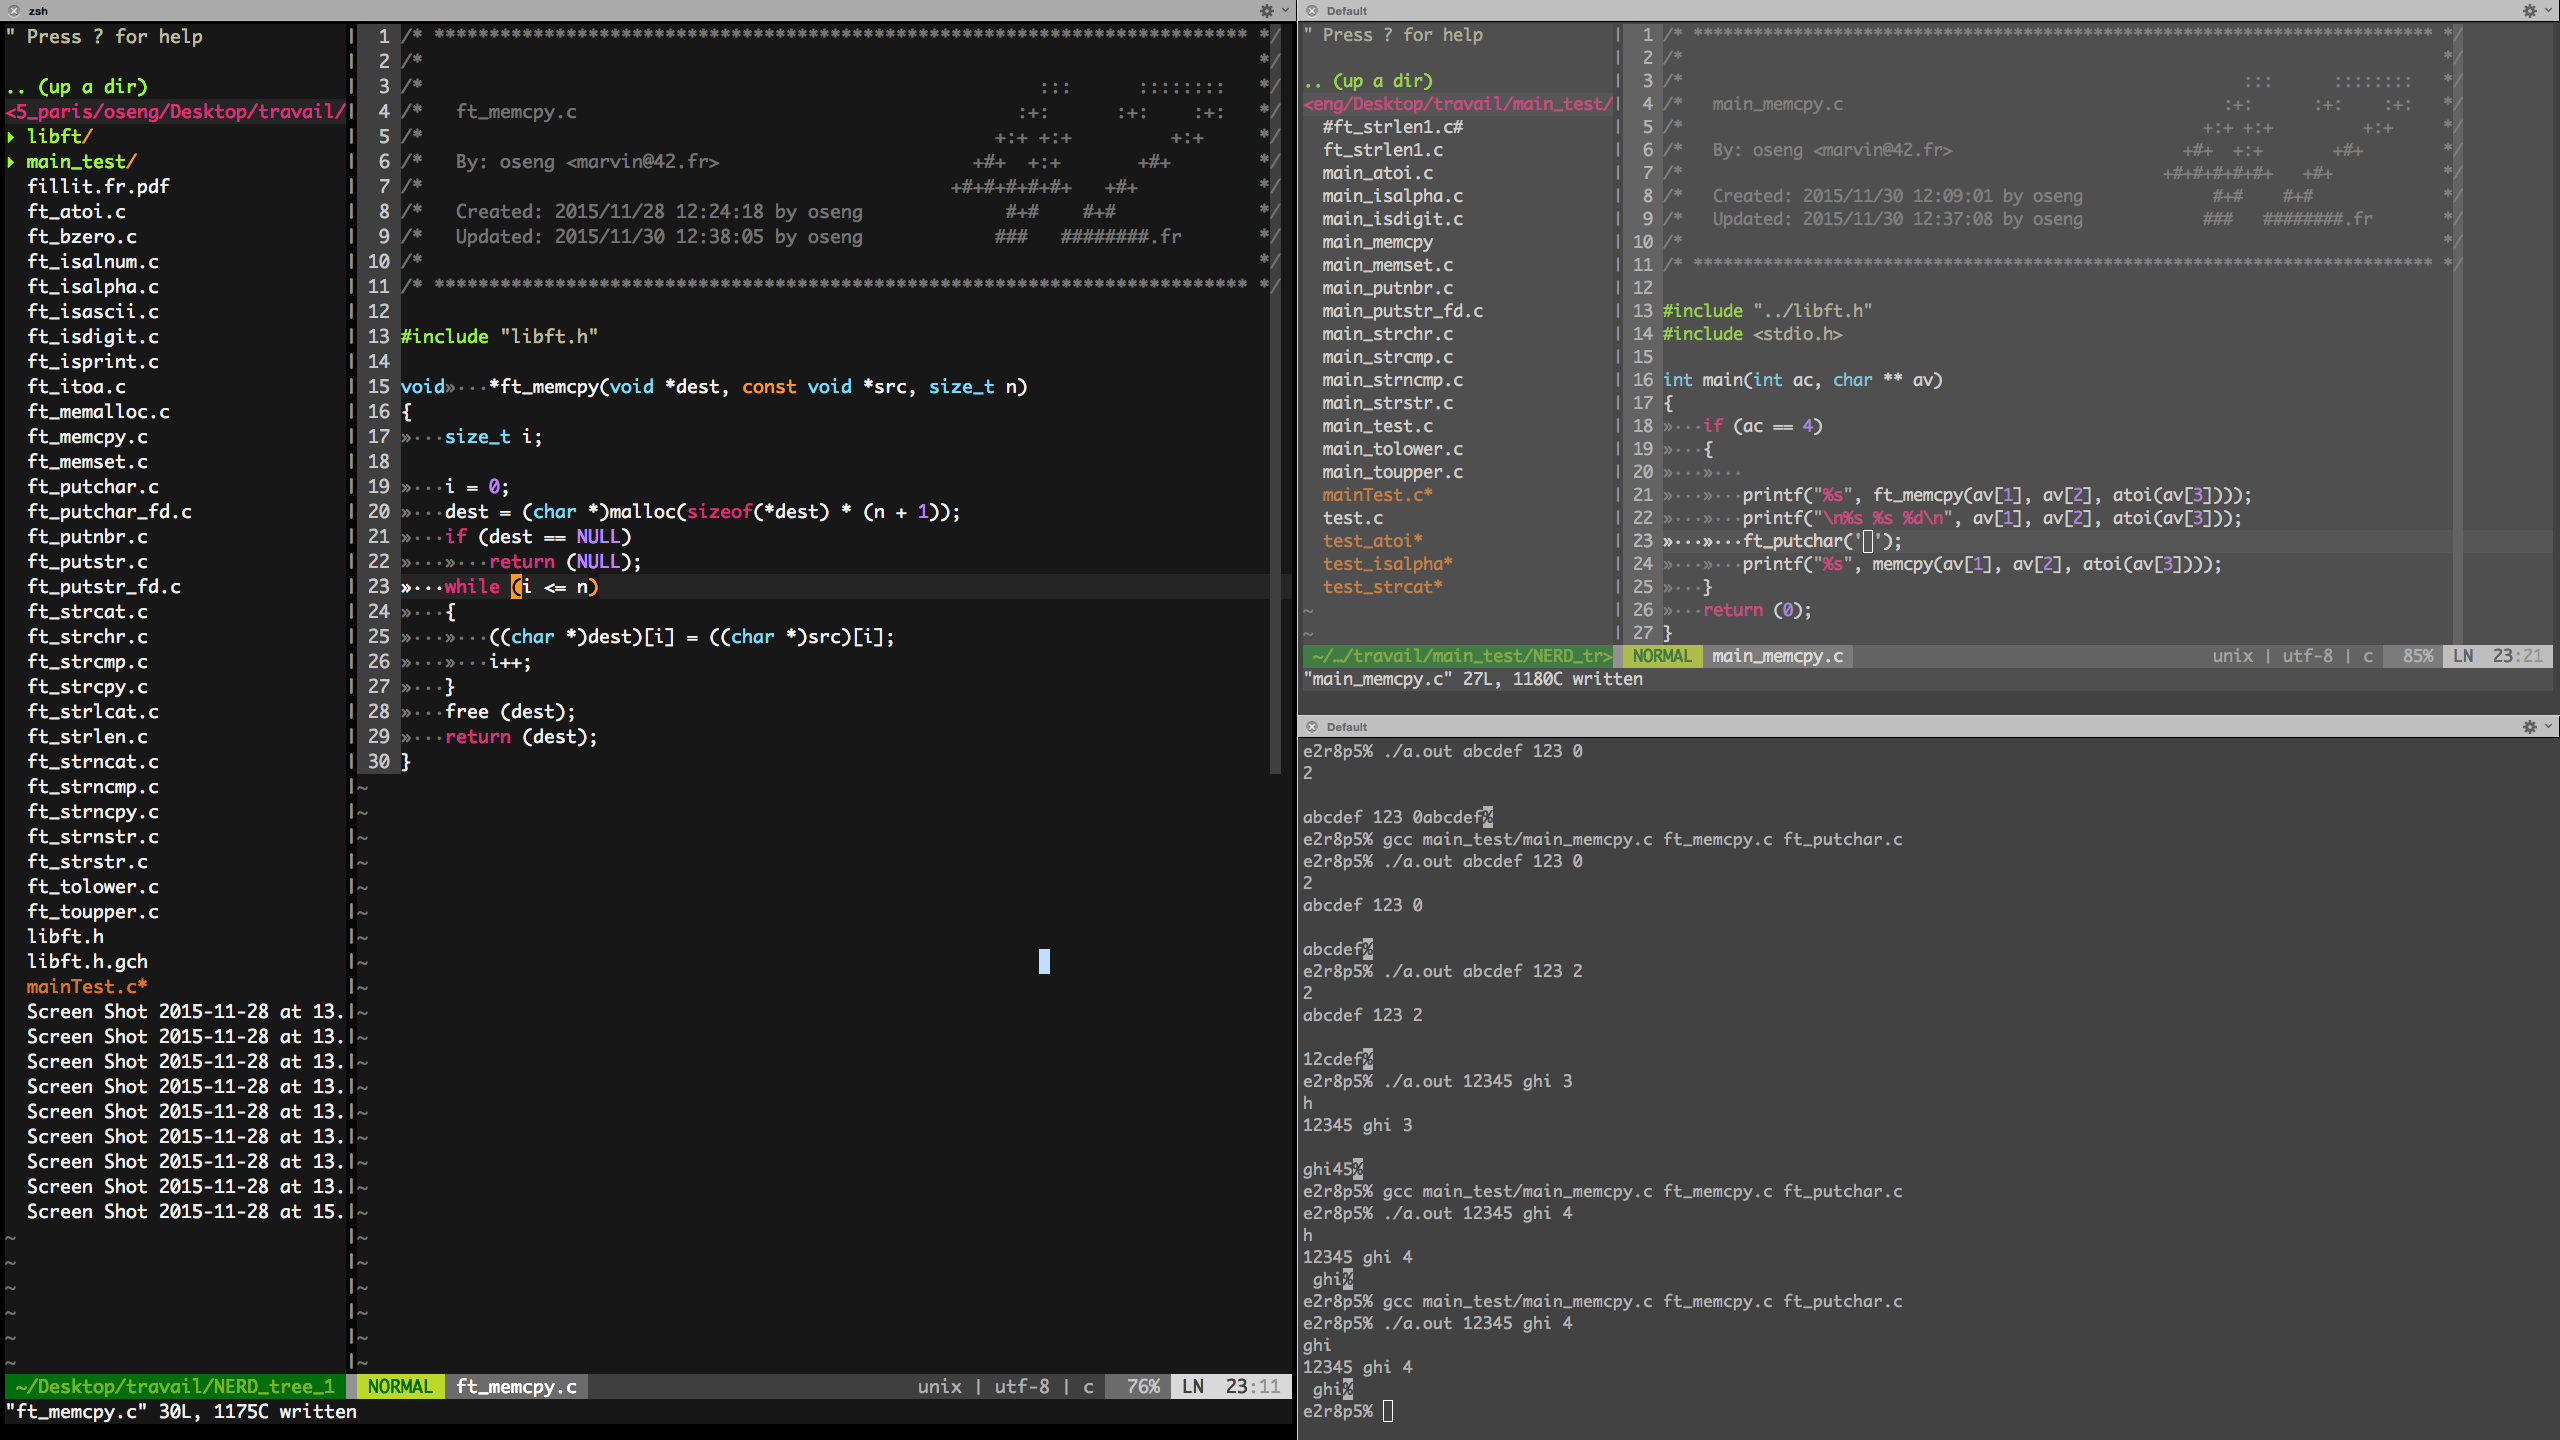 zsh
" Press ? for help
.. (up a dir)
<5_paris/oseng/Desktop/travail/
▸ libft/
▸ main_test/
fillit.fr.pdf
ft_atoi.c
ft_bzero.c
ft_isalnum.c
ft_isalpha.c
ft_isascii.c
ft_isdigit.c
ft_isprint.c
ft_itoa.c
ft_memalloc.c
ft_memcpy.c
ft_memset.c
ft_putchar.c
ft_putchar_fd.c
ft_putnbr.c
ft_putstr.c
ft_putstr_fd.c
ft_strcat.c
ft_strchr.c
ft_strcmp.c
ft_strcpy.c
ft_strlcat.c
ft_strlen.c
ft_strncat.c
ft_strncmp.c
ft_strncpy.c
ft_strnstr.c
ft_strstr.c
ft_tolower.c
ft_toupper.c
libft.h
libft.h.gch
mainTest.c*
Screen Shot 2015-11-28 at 13.
Screen Shot 2015-11-28 at 13.
Screen Shot 2015-11-28 at 13.
Screen Shot 2015-11-28 at 13.
Screen Shot 2015-11-28 at 13.
Screen Shot 2015-11-28 at 13.
Screen Shot 2015-11-28 at 13.
Screen Shot 2015-11-28 at 13.
Screen Shot 2015-11-28 at 15.
~/Desktop/travail/NERD_tree_1
1 /* ************************************************************************** */
2 /*                                                                            */
3 /*                                                        :::      ::::::::   */
4 /*   ft_memcpy.c                                        :+:      :+:    :+:   */
5 /*                                                    +:+ +:+         +:+     */
6 /*   By: oseng <marvin@42.fr>                       +#+  +:+       +#+        */
7 /*                                                +#+#+#+#+#+   +#+           */
8 /*   Created: 2015/11/28 12:24:18 by oseng             #+#    #+#             */
9 /*   Updated: 2015/11/30 12:38:05 by oseng            ###   ########.fr       */
10 /*                                                                            */
11 /* ************************************************************************** */
12
13 #include "libft.h"
14
15 void»···*ft_memcpy(void *dest, const void *src, size_t n)
16 {
17 »···size_t i;
18
19 »···i = 0;
20 »···dest = (char *)malloc(sizeof(*dest) * (n + 1));
21 »···if (dest == NULL)
22 »···»···return (NULL);
23 »···while (i <= n)
24 »···{
25 »···»···((char *)dest)[i] = ((char *)src)[i];
26 »···»···i++;
27 »···}
28 »···free (dest);
29 »···return (dest);
30 }
NORMAL ft_memcpy.c unix | utf-8 | c 76% LN 23:11
"ft_memcpy.c" 30L, 1175C written
Default
" Press ? for help
.. (up a dir)
<eng/Desktop/travail/main_test/
#ft_strlen1.c#
ft_strlen1.c
main_atoi.c
main_isalpha.c
main_isdigit.c
main_memcpy
main_memset.c
main_putnbr.c
main_putstr_fd.c
main_strchr.c
main_strcmp.c
main_strncmp.c
main_strstr.c
main_test.c
main_tolower.c
main_toupper.c
mainTest.c*
test.c
test_atoi*
test_isalpha*
test_strcat*
~
~
~/…/travail/main_test/NERD_tr>
1 /* ************************************************************************** */
2 /*                                                                            */
3 /*                                                        :::      ::::::::   */
4 /*   main_memcpy.c                                      :+:      :+:    :+:   */
5 /*                                                    +:+ +:+         +:+     */
6 /*   By: oseng <marvin@42.fr>                       +#+  +:+       +#+        */
7 /*                                                +#+#+#+#+#+   +#+           */
8 /*   Created: 2015/11/30 12:09:01 by oseng             #+#    #+#             */
9 /*   Updated: 2015/11/30 12:37:08 by oseng            ###   ########.fr       */
10 /*                                                                            */
11 /* ************************************************************************** */
12
13 #include "../libft.h"
14 #include <stdio.h>
15
16 int main(int ac, char ** av)
17 {
18 »···if (ac == 4)
19 »···{
20 »···»···
21 »···»···printf("%s", ft_memcpy(av[1], av[2], atoi(av[3])));
22 »···»···printf("\n%s %s %d\n", av[1], av[2], atoi(av[3]));
23 »···»···ft_putchar(' ');
24 »···»···printf("%s", memcpy(av[1], av[2], atoi(av[3])));
25 »···}
26 »···return (0);
27 }
NORMAL main_memcpy.c unix | utf-8 | c 85% LN 23:21
"main_memcpy.c" 27L, 1180C written
Default
e2r8p5% ./a.out abcdef 123 0
2
abcdef 123 0abcdef%
e2r8p5% gcc main_test/main_memcpy.c ft_memcpy.c ft_putchar.c
e2r8p5% ./a.out abcdef 123 0
2
abcdef 123 0
abcdef%
e2r8p5% ./a.out abcdef 123 2
2
abcdef 123 2
12cdef%
e2r8p5% ./a.out 12345 ghi 3
h
12345 ghi 3
ghi45%
e2r8p5% gcc main_test/main_memcpy.c ft_memcpy.c ft_putchar.c
e2r8p5% ./a.out 12345 ghi 4
h
12345 ghi 4
ghi%
e2r8p5% gcc main_test/main_memcpy.c ft_memcpy.c ft_putchar.c
e2r8p5% ./a.out 12345 ghi 4
ghi
12345 ghi 4
ghi%
e2r8p5%